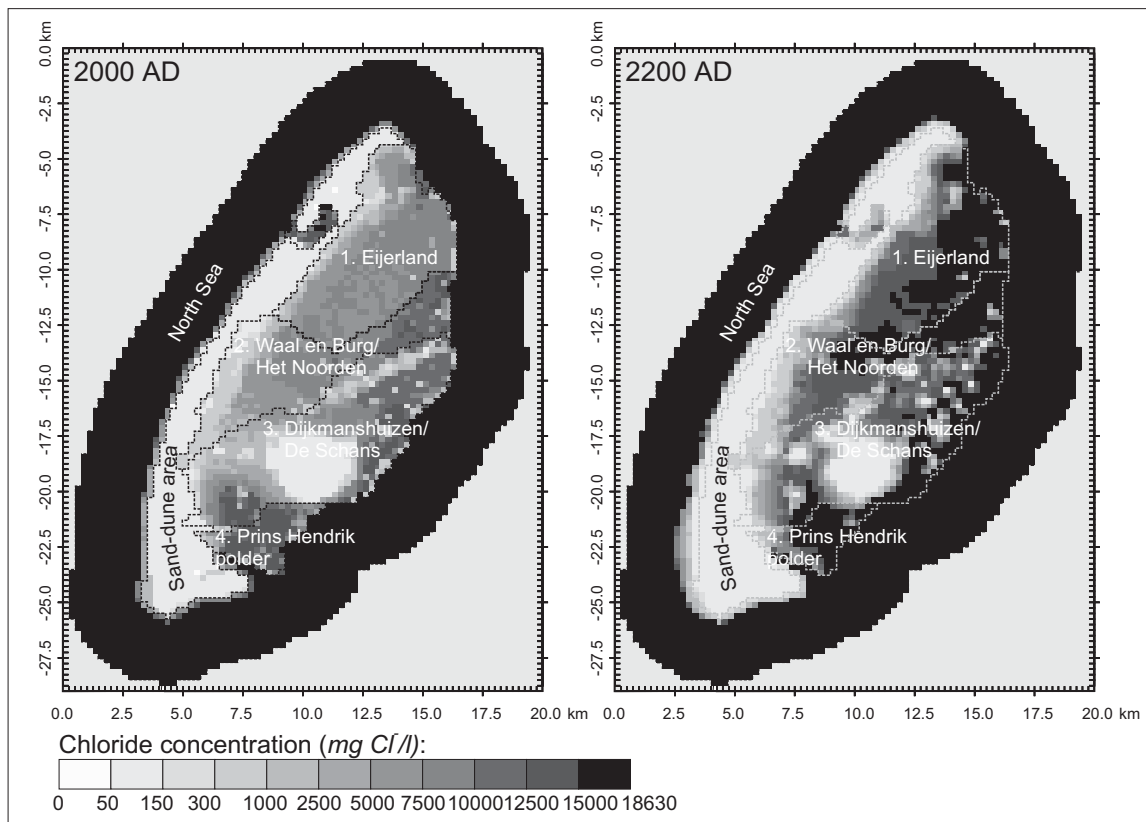 2000 AD
0.0 km
-2.5
-5.0
-7.5
-10.0
-12.5
-15.0
-17.5
-20.0
-22.5
-25.0
-27.5
North Sea
Sand-dune area
1. Eijerland
2. Waal en Burg/
Het Noorden
3. Dijkmanshuizen/
De Schans
4. Prins Hendrik
polder
0.0 2.5 5.0 7.5 10.0 12.5 15.0 17.5 20.0 km
2200 AD
0.0 km
-2.5
-5.0
-7.5
-10.0
-12.5
-15.0
-17.5
-20.0
-22.5
-25.0
-27.5
North Sea
Sand-dune area
1. Eijerland
2. Waal en Burg/
Het Noorden
3. Dijkmanshuizen/
De Schans
4. Prins Hendrik
polder
0.0 2.5 5.0 7.5 10.0 12.5 15.0 17.5 20.0 km
Chloride concentration (mg Cl⁻/l):
0 50 150 300 1000 2500 5000 7500 10000 12500 15000 18630